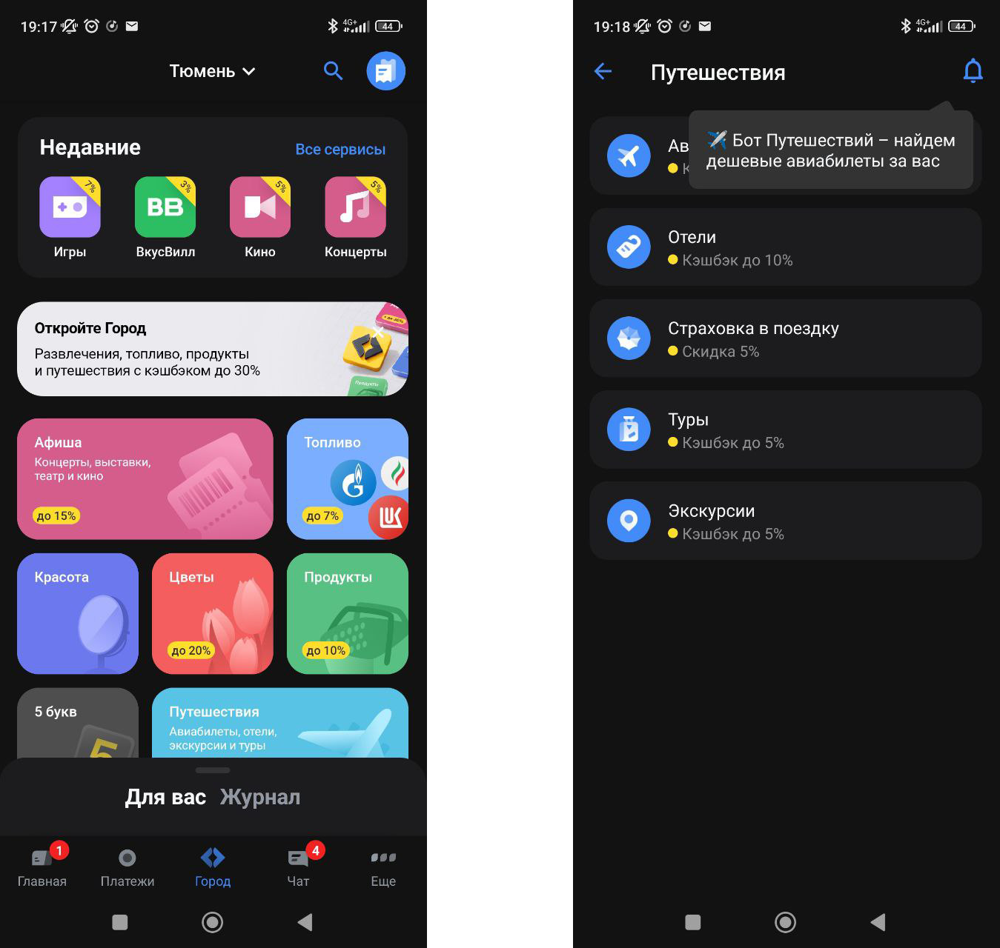 19:17
4G+
44
Тюмень
Недавние
Все сервисы
7%
3%
5%
5%
BB
Игры
ВкусВилл
Кино
Концерты
Откройте Город
Развлечения, топливо, продукты
и путешествия с кэшбэком до 30%
Продукты
Афиша
Концерты, выставки,
театр и кино
до 15%
Топливо
LUK
до 7%
Красота
Цветы
до 20%
Продукты
до 10%
5 букв
5
Путешествия
Авиабилеты, отели,
экскурсии и туры
Для вас
Журнал
1
4
Главная
Платежи
Город
Чат
Еще
19:18
4G+
44
Путешествия
Ав
К
Бот Путешествий – найдем
дешевые авиабилеты за вас
Отели
Кэшбэк до 10%
Страховка в поездку
Скидка 5%
Туры
Кэшбэк до 5%
Экскурсии
Кэшбэк до 5%